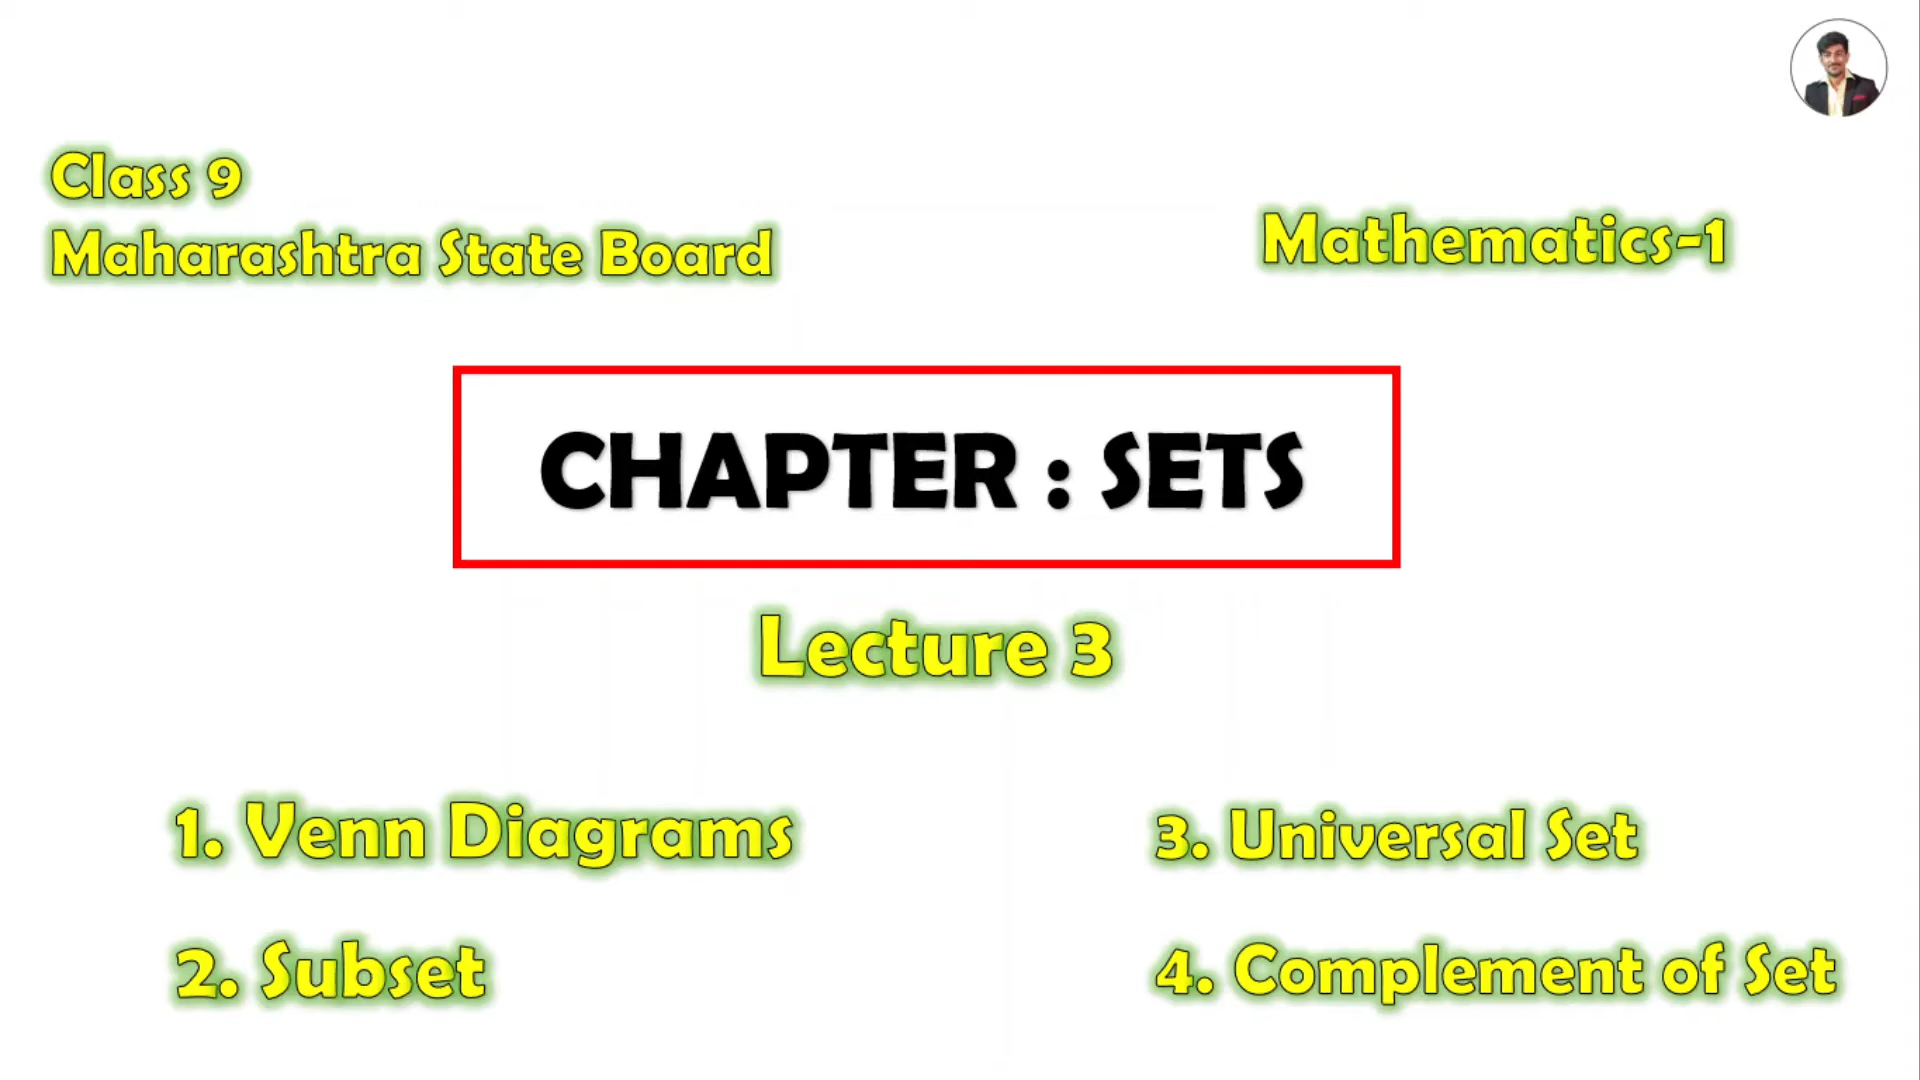 Class 9
Maharashtra State Board
Mathematics-1
CHAPTER : SETS
Lecture 3
1. Venn Diagrams
2. Subset
3. Universal Set
4. Complement of Set